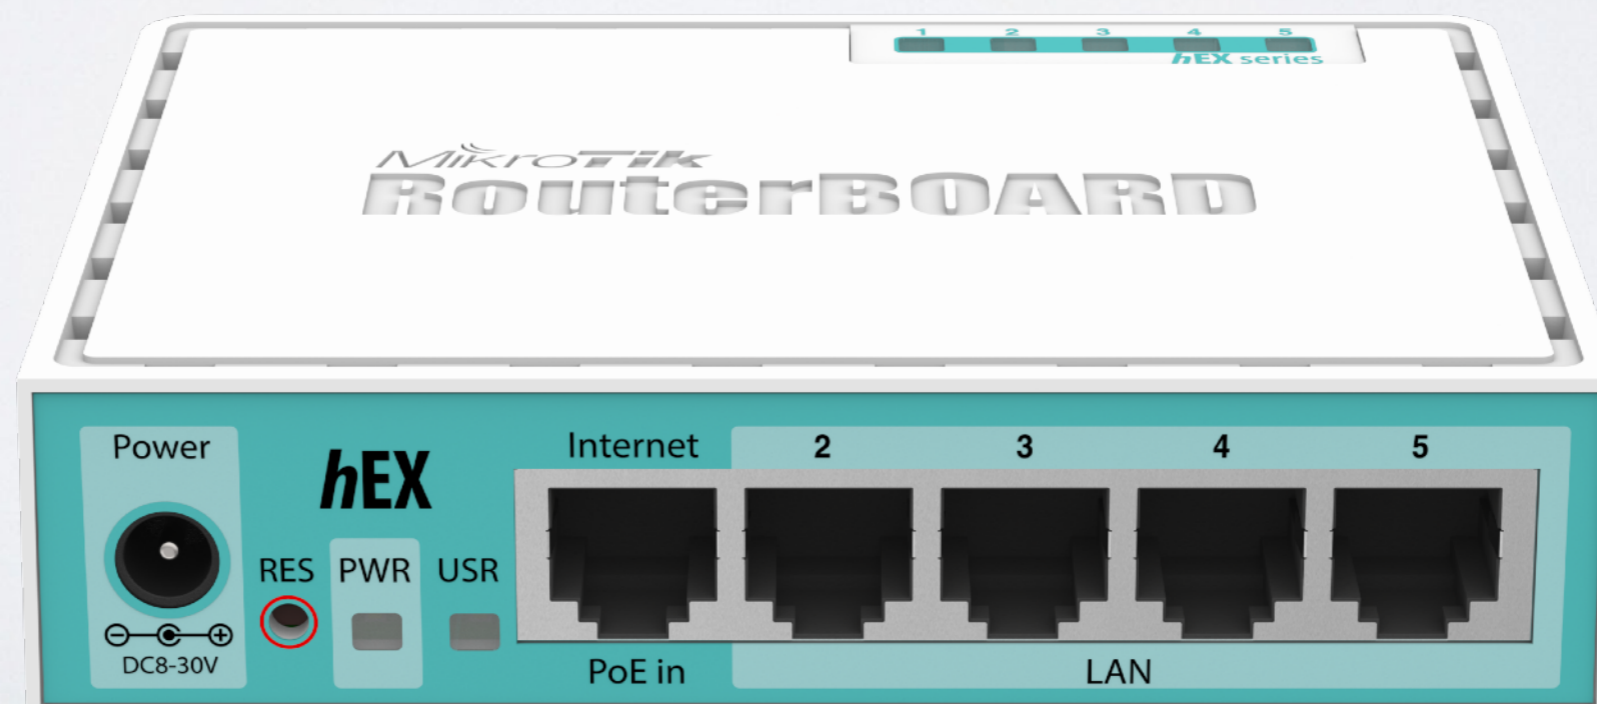 1 2 3 4 5
hEX series
MikroTik
RouterBOARD
Power
hEX
Internet 2 3 4 5
RES PWR USR
DC8-30V
PoE in
LAN